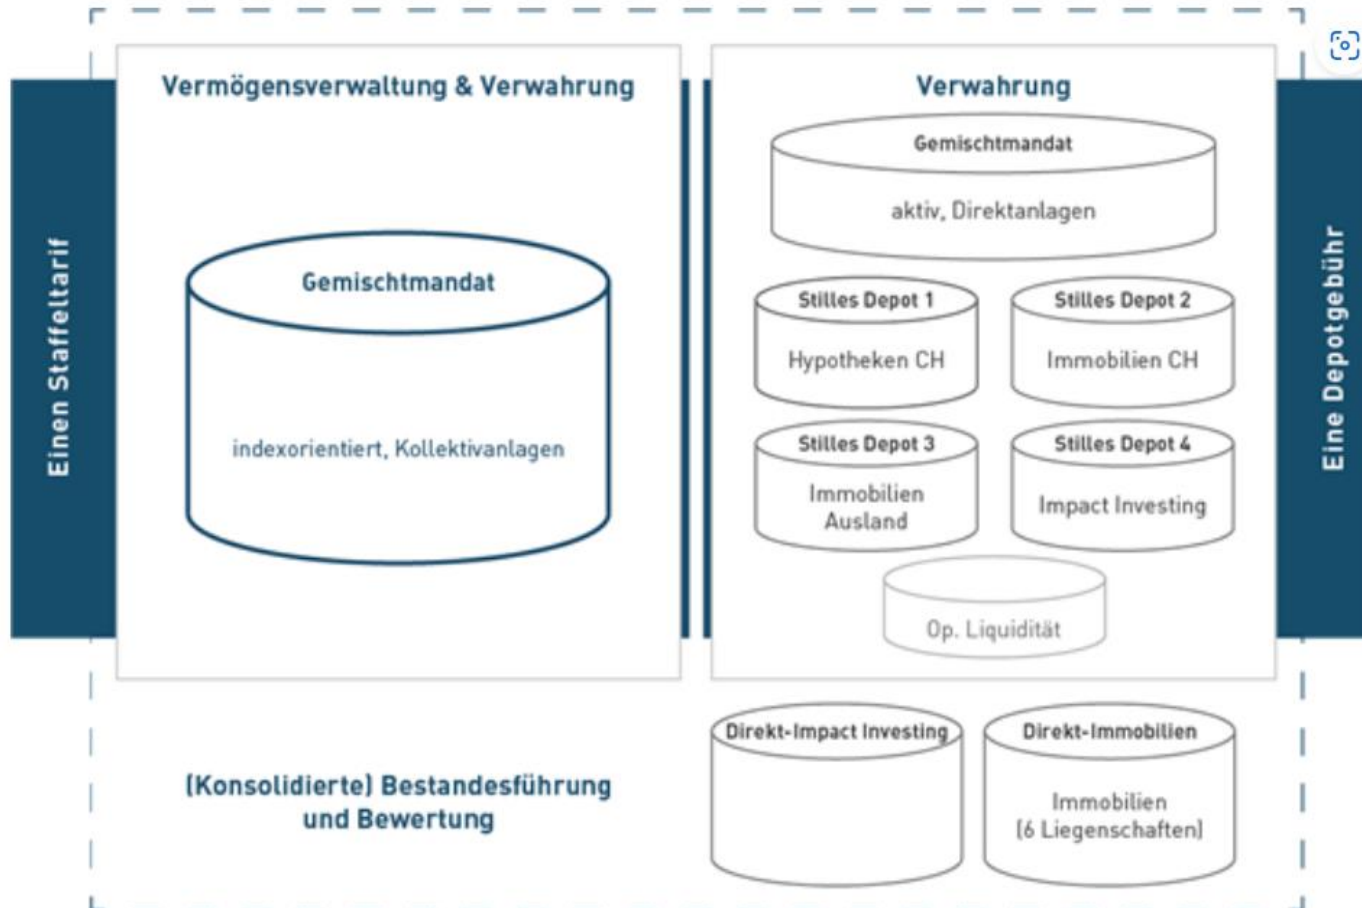 Vermögensverwaltung & Verwahrung
Verwahrung
Einen Staffeltarif
Gemischtmandat
indexorientiert, Kollektivanlagen
Gemischtmandat
aktiv, Direktanlagen
Stilles Depot 1
Hypotheken CH
Stilles Depot 2
Immobilien CH
Stilles Depot 3
Immobilien
Ausland
Stilles Depot 4
Impact Investing
Op. Liquidität
Eine Depotgebühr
(Konsolidierte) Bestandesführung
und Bewertung
Direkt-Impact Investing
Direkt-Immobilien
Immobilien
(6 Liegenschaften)